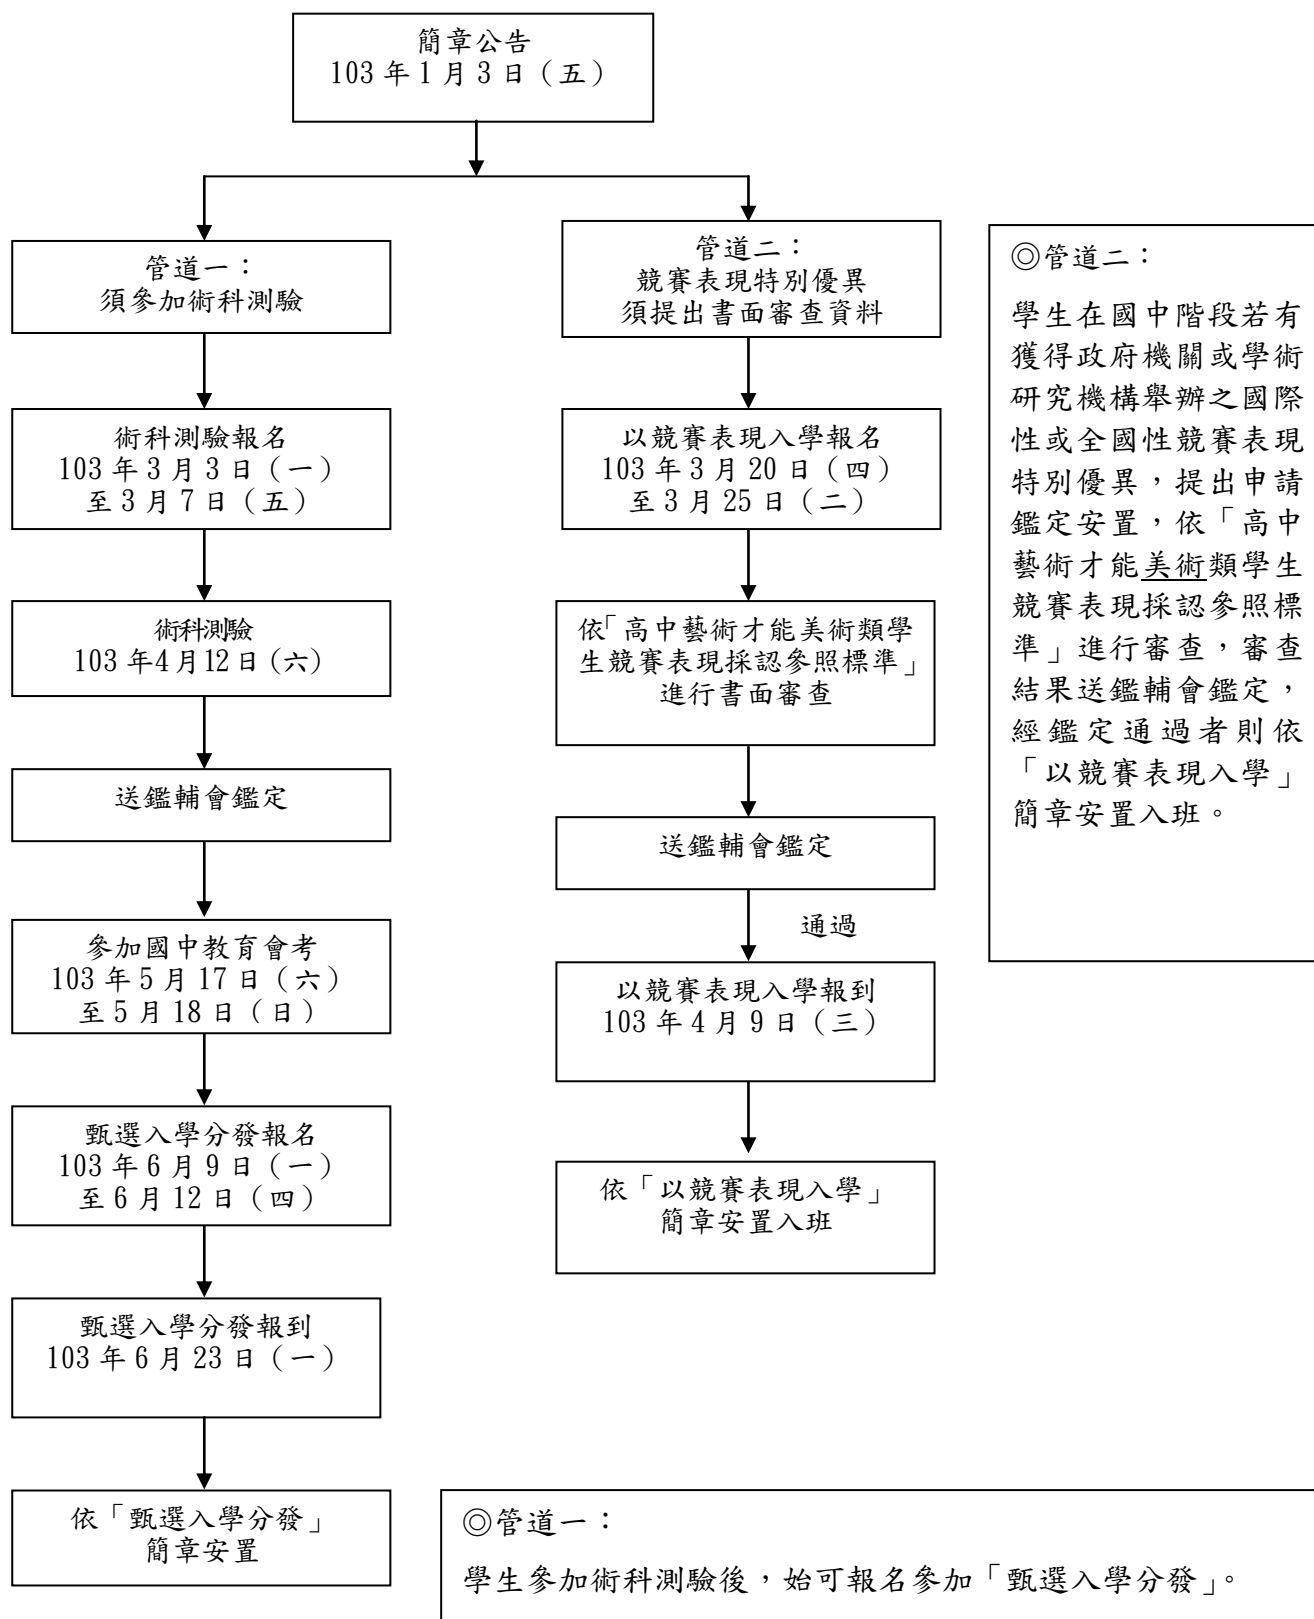 簡章公告
103 年 1 月 3 日（五）
管道一：
須參加術科測驗
術科測驗報名
103 年 3 月 3 日（一）
至 3 月 7 日（五）
術科測驗
103 年4 月12 日(六)
送鑑輔會鑑定
參加國中教育會考
103 年 5 月 17 日（六）
至 5 月 18 日（日）
甄選入學分發報名
103 年 6 月 9 日（一）
至 6 月 12 日（四）
甄選入學分發報到
103 年 6 月 23 日（一）
依「甄選入學分發」
簡章安置
管道二：
競賽表現特別優異
須提出書面審查資料
以競賽表現入學報名
103 年 3 月 20 日（四）
至 3 月 25 日（二）
依「高中藝術才能美術類學
生競賽表現採認參照標準」
進行書面審查
送鑑輔會鑑定
通過
以競賽表現入學報到
103 年 4 月 9 日（三）
依「以競賽表現入學」
簡章安置入班
◎管道二：
學生在國中階段若有
獲得政府機關或學術
研究機構舉辦之國際
性或全國性競賽表現
特別優異，提出申請
鑑定安置，依「高中
藝術才能美術類學生
競賽表現採認參照標
準」進行審查，審查
結果送鑑輔會鑑定，
經鑑定通過者則依
「以競賽表現入學」
簡章安置入班。
◎管道一：
學生參加術科測驗後，始可報名參加「甄選入學分發」。